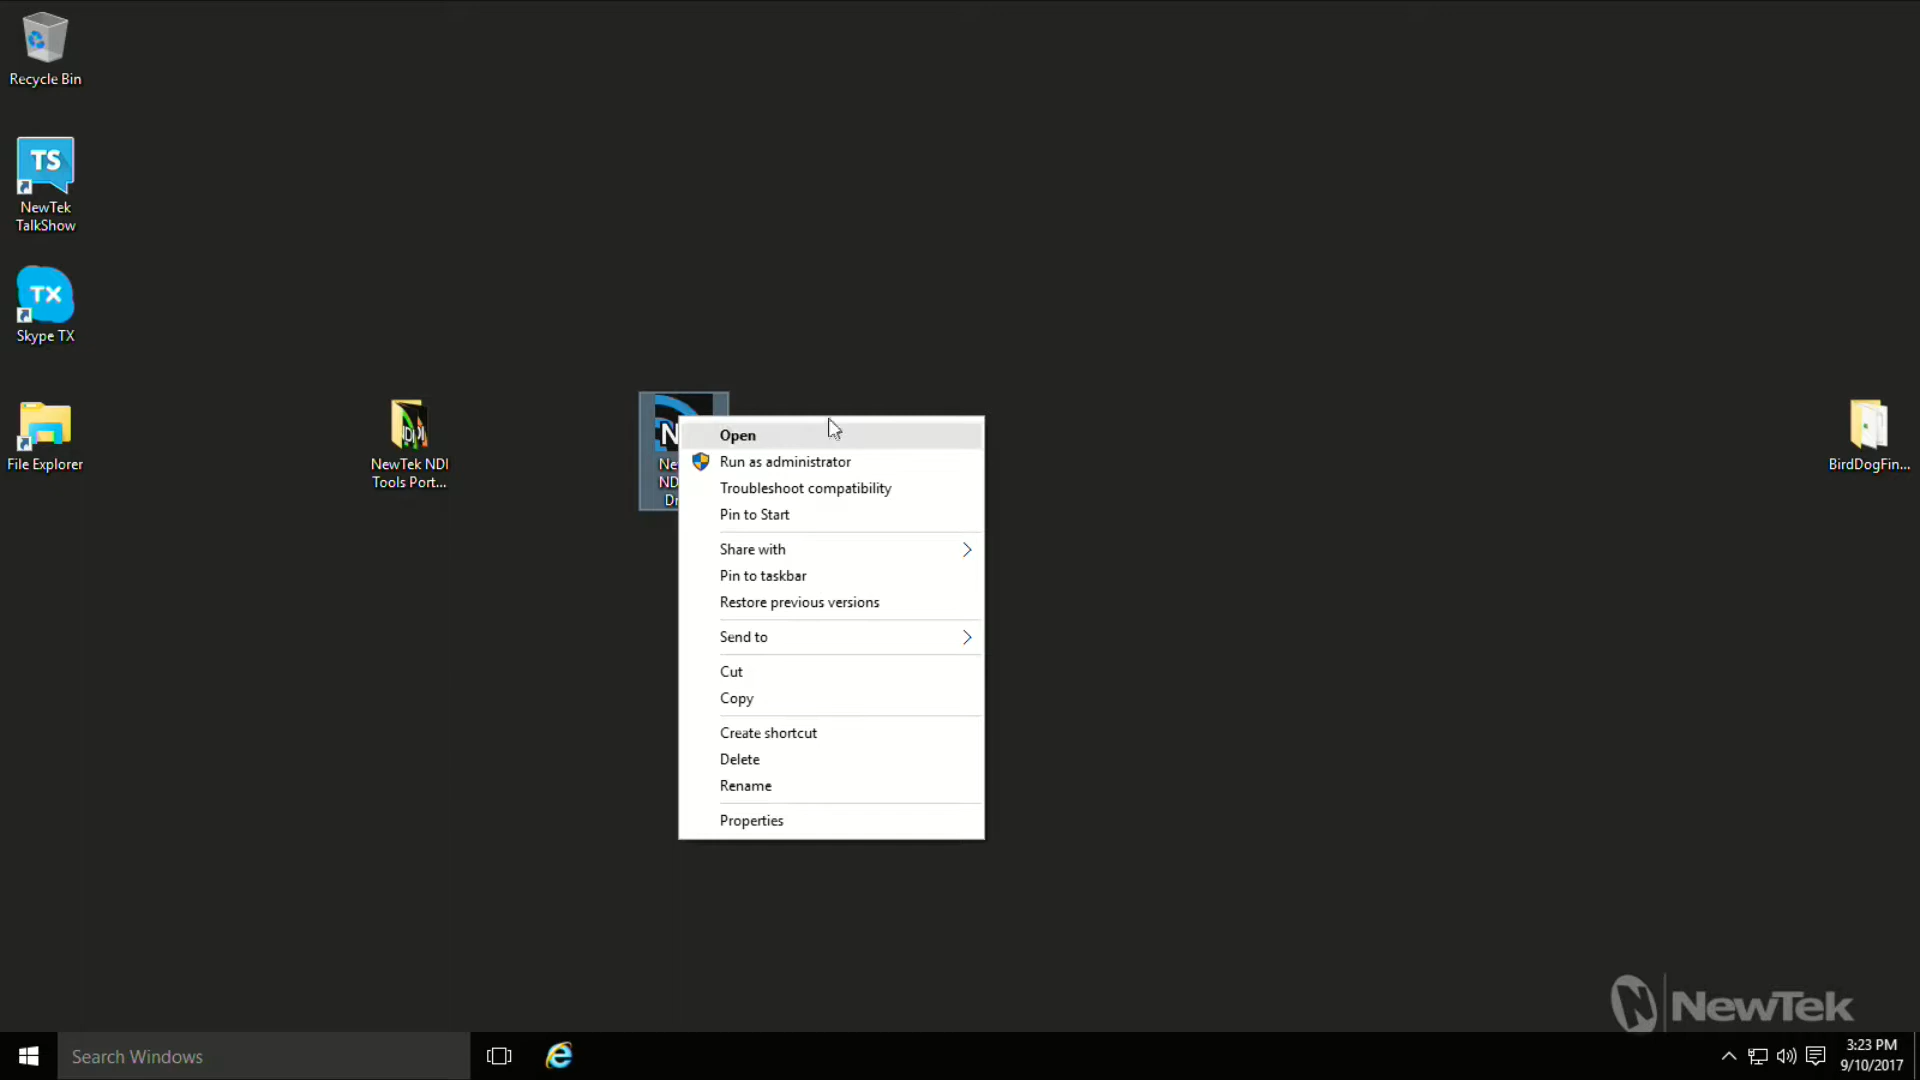 Recycle Bin
TS
NewTek
TalkShow
TX
Skype TX
File Explorer
NDI
NewTek NDI
Tools Port...
BirdDogFin...
Open
Run as administrator
Troubleshoot compatibility
Pin to Start
Share with
Pin to taskbar
Restore previous versions
Send to
Cut
Copy
Create shortcut
Delete
Rename
Properties
NewTek
Search Windows
3:23 PM
9/10/2017